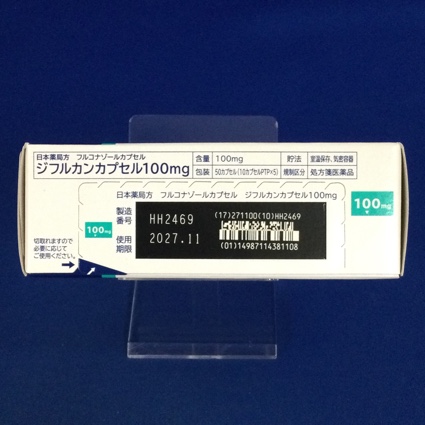 日本薬局方 フルコナゾールカプセル
ジフルカンカプセル100mg
含量 100mg 貯法 室温保存、気密容器
包装 50カプセル(10カプセルPTP×5) 規制区分 処方箋医薬品
日本薬局方 フルコナゾールカプセル ジフルカンカプセル100mg
製造番号 HH2469
使用期限 2027.11
(17)271100(10)HH2469
(01)14987114381108
100mg
100mg
切取れますので
必要に応じて
ご使用ください。